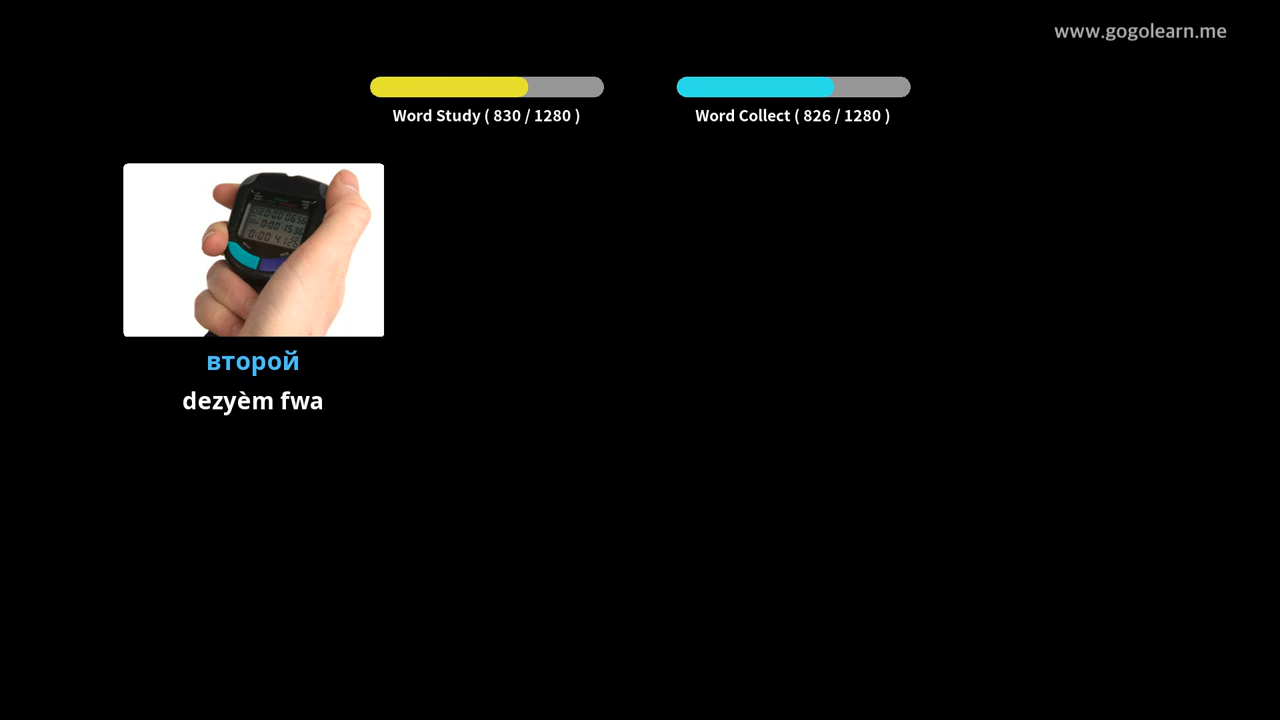 www.gogolearn.me
Word Study ( 830 / 1280 )
Word Collect ( 826 / 1280 )
второй
dezyèm fwa